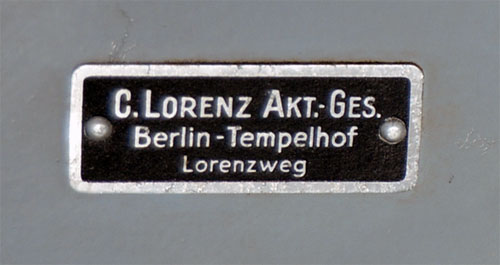 C. LORENZ AKT.-GES.
Berlin-Tempelhof
Lorenzweg